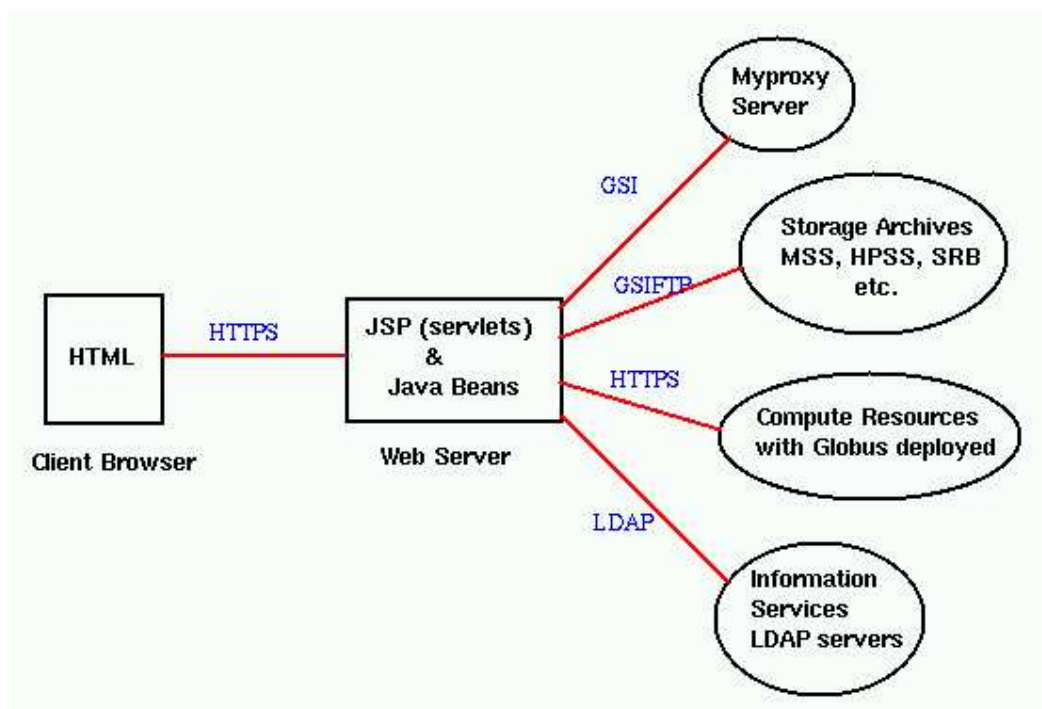 Myproxy
Server
GSI
Storage Archives
MSS, HPSS, SRB
etc.
GSIFTP
HTTPS
HTML
Client Browser
JSP (servlets)
&
Java Beans
Web Server
HTTPS
Compute Resources
with Globus deployed
LDAP
Information
Services
LDAP servers